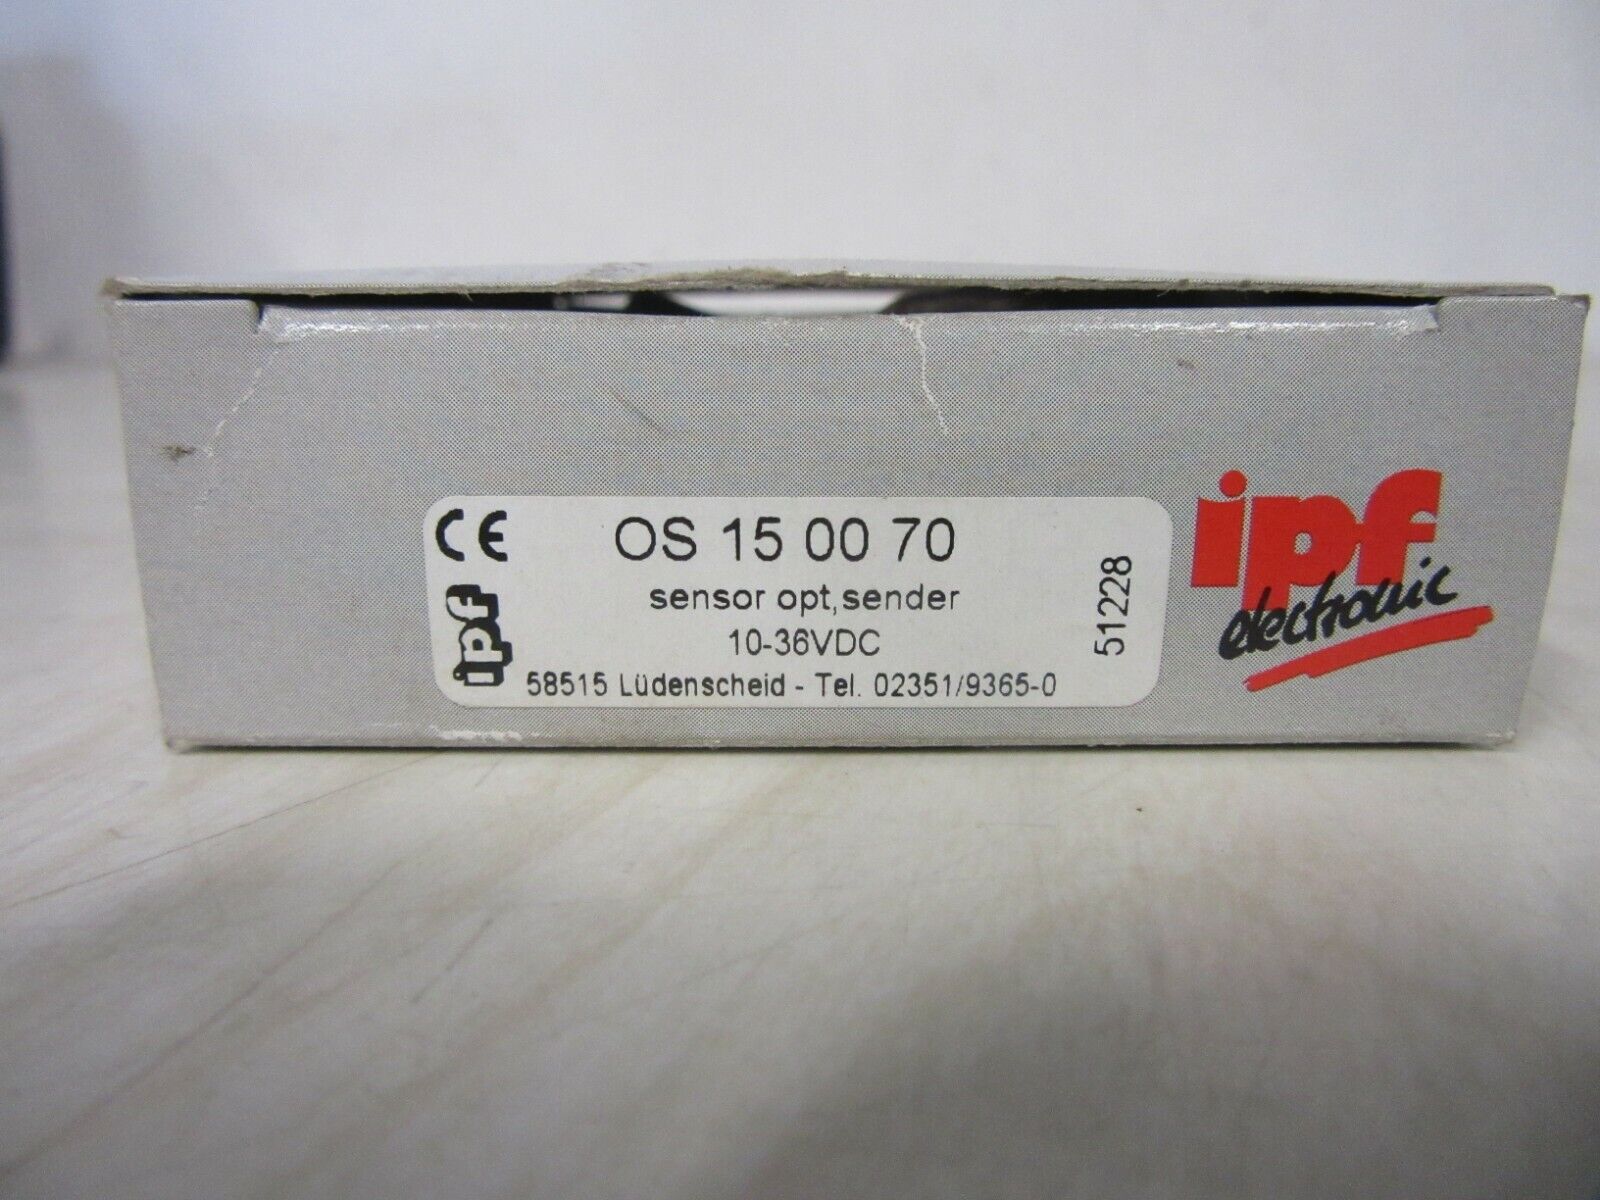 CE
OS 15 00 70
sensor opt,sender
10-36VDC
58515 Lüdenscheid - Tel. 02351/9365-0
ipf
51228
ipf
electronic